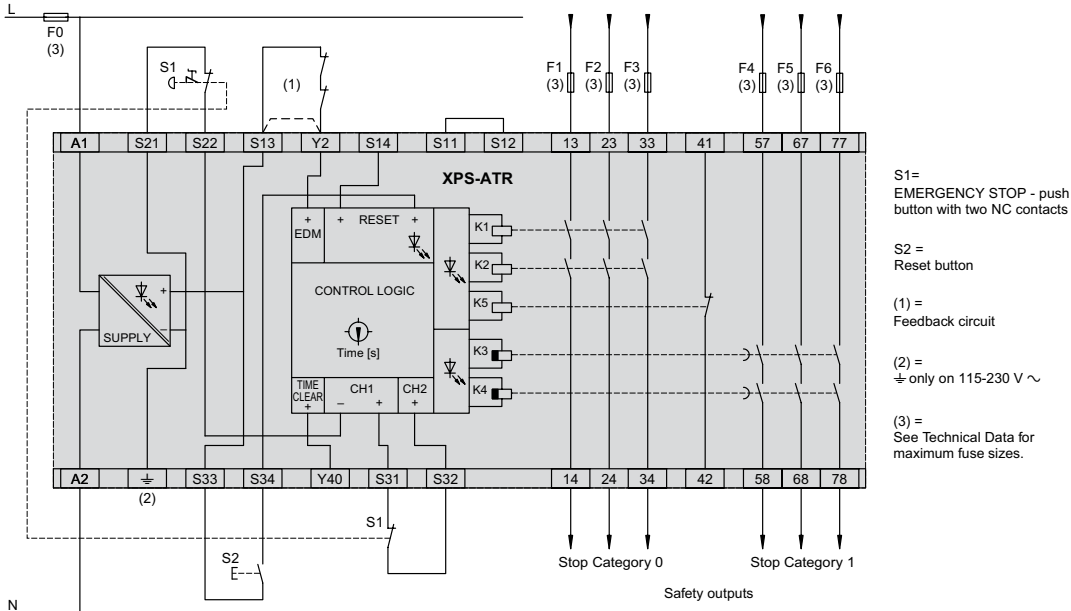 L
F0
(3)
S1
(1)
F1
(3)
F2
(3)
F3
(3)
F4
(3)
F5
(3)
F6
(3)
A1 S21 S22 S13 Y2 S14 S11 S12 13 23 33 41 57 67 77
XPS-ATR
+ + RESET +
EDM
K1
K2
K5
K3
K4
CONTROL LOGIC
Time [s]
+
–
SUPPLY
TIME
CLEAR
+
CH1
– +
CH2
+
A2 ⏚ S33 S34 Y40 S31 S32 14 24 34 42 58 68 78
(2)
S1
S2
Stop Category 0
Stop Category 1
Safety outputs
N
S1=
EMERGENCY STOP - push
button with two NC contacts
S2 =
Reset button
(1) =
Feedback circuit
(2) =
⏚ only on 115-230 V ~
(3) =
See Technical Data for
maximum fuse sizes.